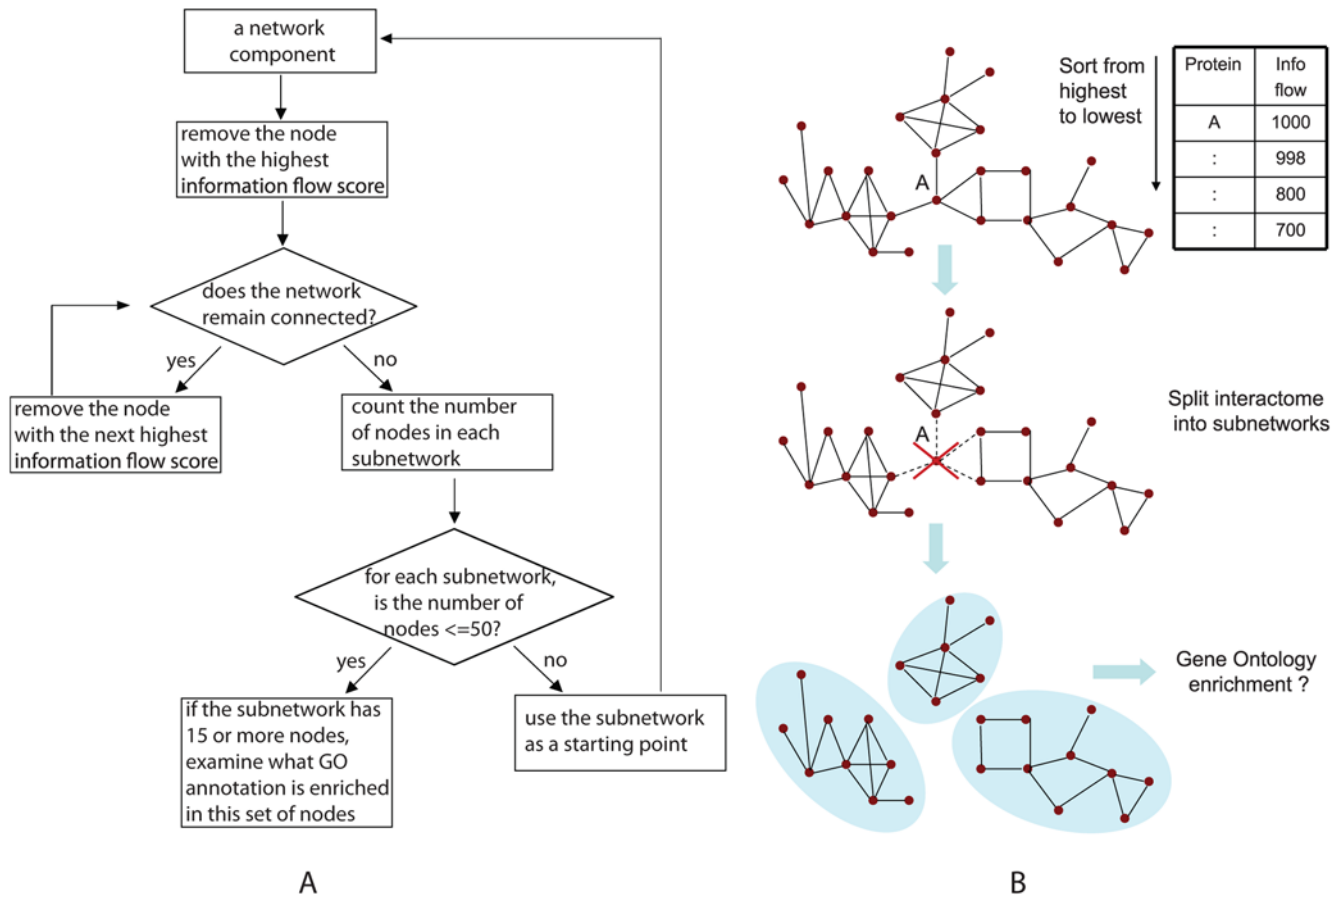 a network
component
remove the node
with the highest
information flow score
does the network
remain connected?
yes
no
remove the node
with the next highest
information flow score
count the number
of nodes in each
subnetwork
for each subnetwork,
is the number of
nodes <=50?
yes
no
if the subnetwork has
15 or more nodes,
examine what GO
annotation is enriched
in this set of nodes
use the subnetwork
as a starting point
A
Sort from
highest
to lowest
Protein
Info
flow
A
1000
:
998
:
800
:
700
A
A
Split interactome
into subnetworks
Gene Ontology
enrichment ?
B